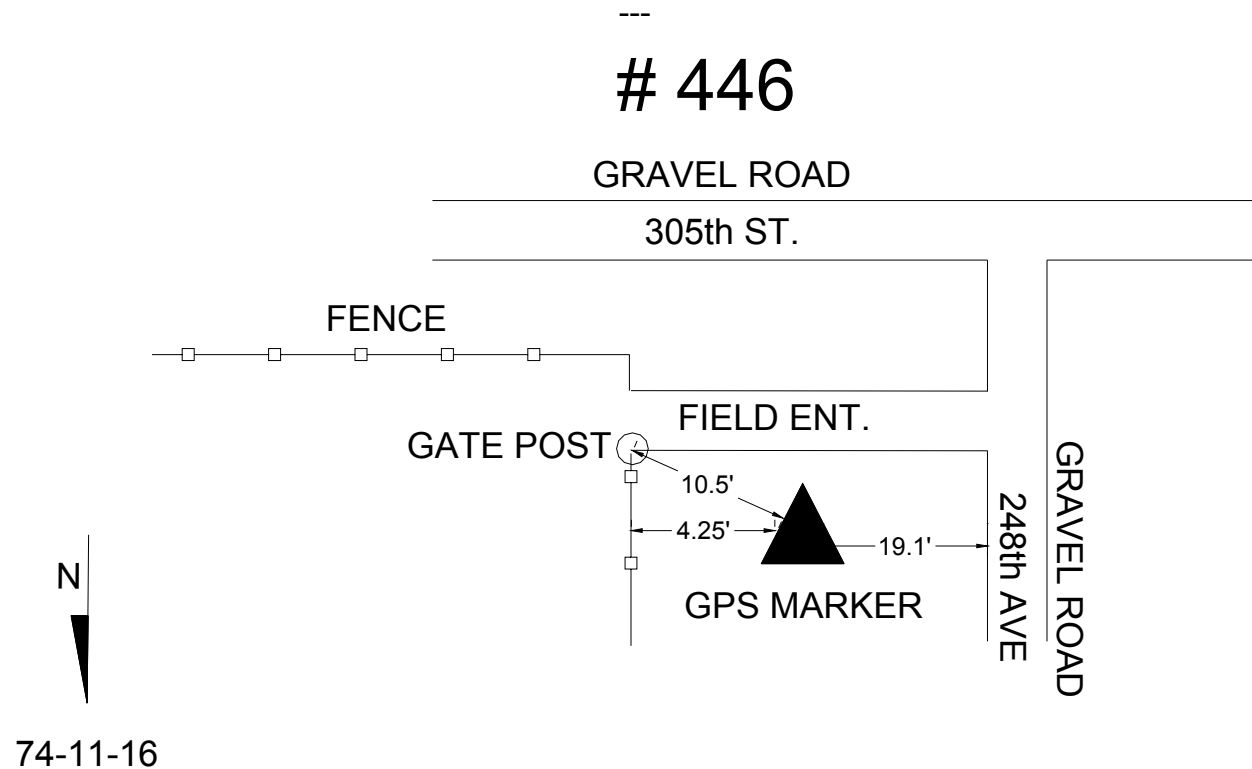 ---
# 446
GRAVEL ROAD
305th ST.
FENCE
FIELD ENT.
GATE POST
10.5'
4.25'
19.1'
248th AVE
GRAVEL ROAD
GPS MARKER
N
74-11-16